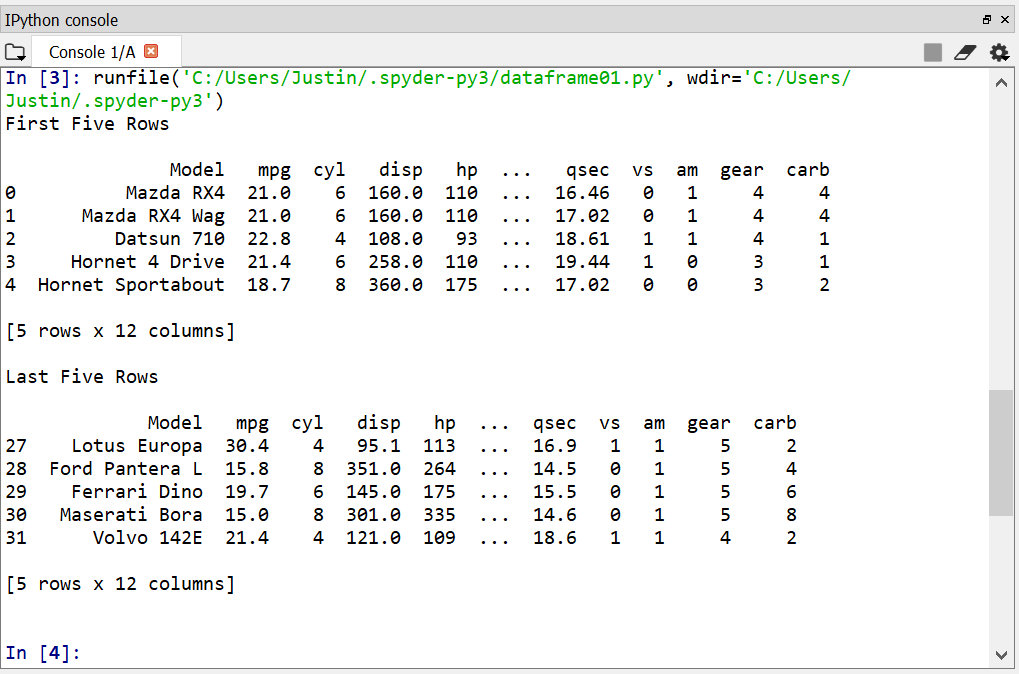 IPython console
Console 1/A
In [3]: runfile('C:/Users/Justin/.spyder-py3/dataframe01.py', wdir='C:/Users/
Justin/.spyder-py3')
First Five Rows
Model mpg cyl disp hp ... qsec vs am gear carb
0 Mazda RX4 21.0 6 160.0 110 ... 16.46 0 1 4 4
1 Mazda RX4 Wag 21.0 6 160.0 110 ... 17.02 0 1 4 4
2 Datsun 710 22.8 4 108.0 93 ... 18.61 1 1 4 1
3 Hornet 4 Drive 21.4 6 258.0 110 ... 19.44 1 0 3 1
4 Hornet Sportabout 18.7 8 360.0 175 ... 17.02 0 0 3 2
[5 rows x 12 columns]
Last Five Rows
Model mpg cyl disp hp ... qsec vs am gear carb
27 Lotus Europa 30.4 4 95.1 113 ... 16.9 1 1 5 2
28 Ford Pantera L 15.8 8 351.0 264 ... 14.5 0 1 5 4
29 Ferrari Dino 19.7 6 145.0 175 ... 15.5 0 1 5 6
30 Maserati Bora 15.0 8 301.0 335 ... 14.6 0 1 5 8
31 Volvo 142E 21.4 4 121.0 109 ... 18.6 1 1 4 2
[5 rows x 12 columns]
In [4]: